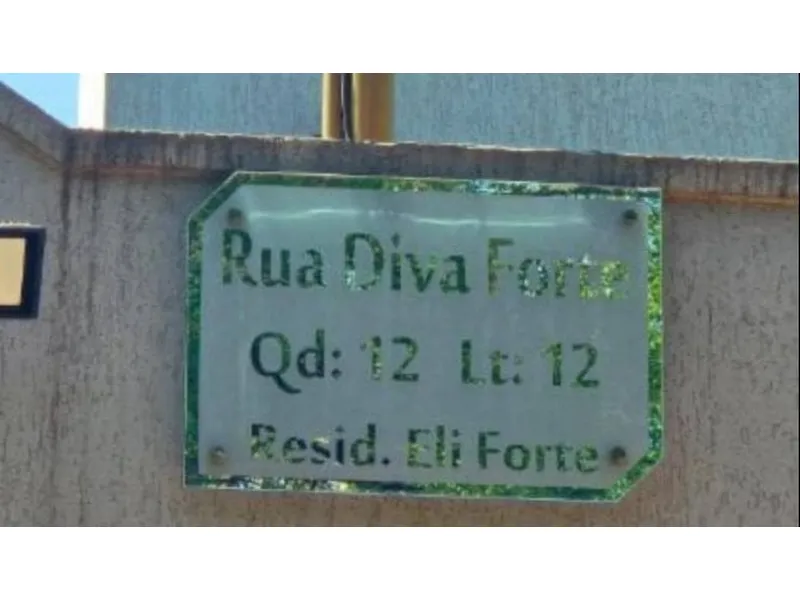 Rua Diva Forte
Qd: 12 Lt: 12
Resid. Eli Forte